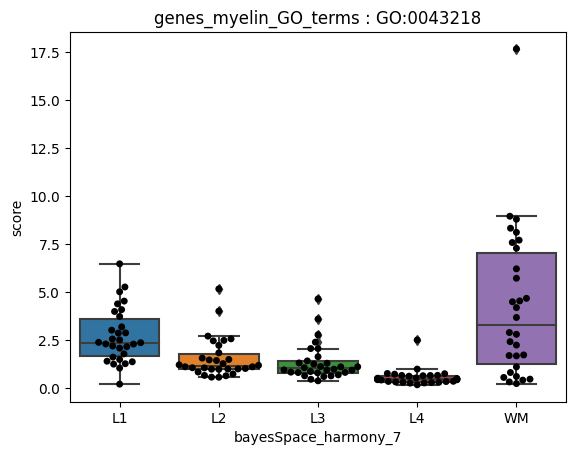 genes_myelin_GO_terms : GO:0043218
17.5
15.0
12.5
10.0
7.5
5.0
2.5
0.0
score
L1 L2 L3 L4 WM
bayesSpace_harmony_7